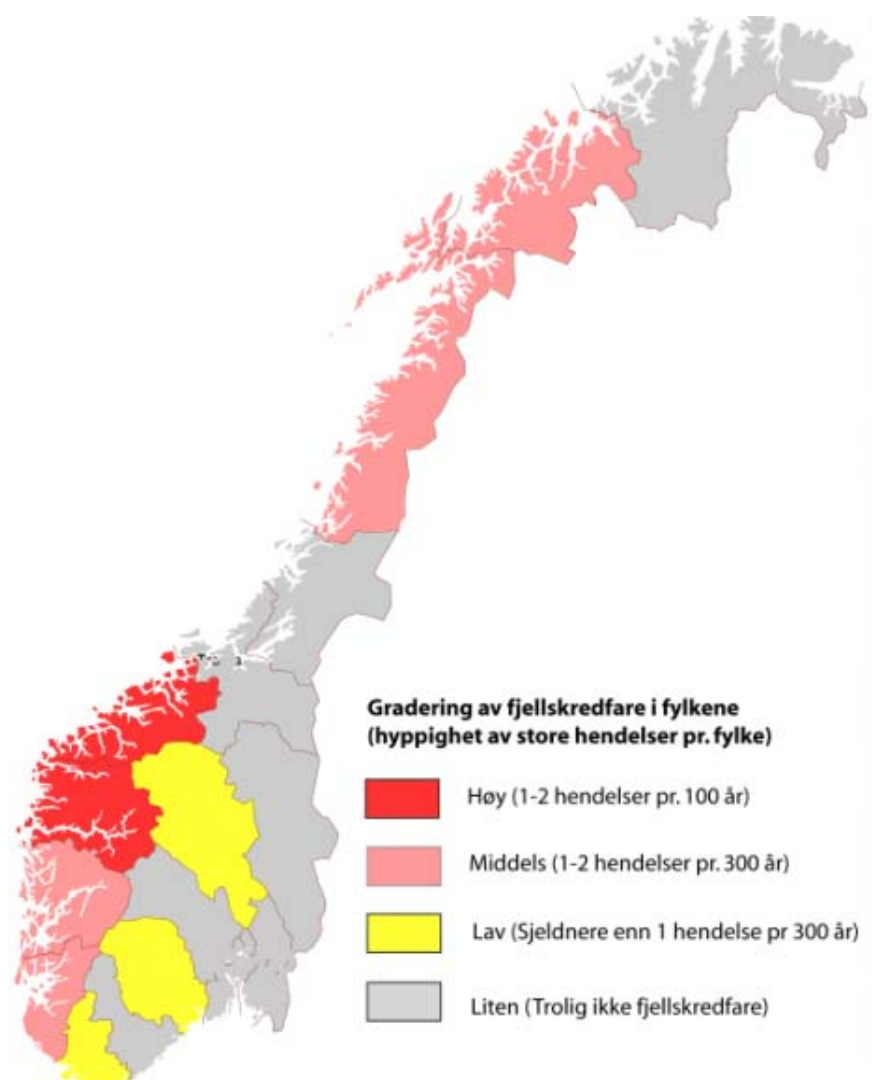 Gradering av fjellskredfare i fylkene
(hyppighet av store hendelser pr. fylke)
Høy (1-2 hendelser pr. 100 år)
Middels (1-2 hendelser pr. 300 år)
Lav (Sjeldnere enn 1 hendelse pr 300 år)
Liten (Trolig ikke fjellskredfare)